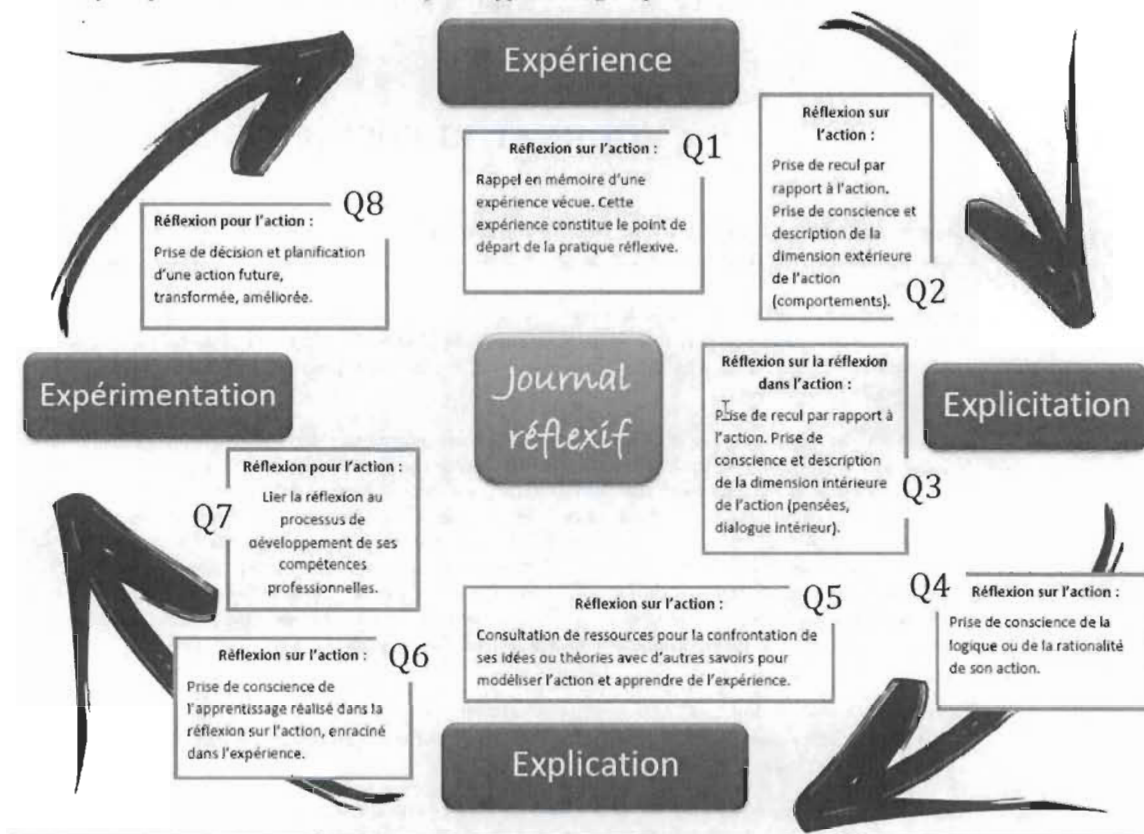 Expérience
Réflexion sur l'action : Q1
Rappel en mémoire d'une
expérience vécue. Cette
expérience constitue le point de
départ de la pratique réflexive.
Réflexion sur
l'action :
Prise de recul par
rapport à l'action.
Prise de conscience et
description de la
dimension extérieure
de l'action
(comportements). Q2
Explicitation
Réflexion sur la réflexion
dans l'action :
Prise de recul par rapport à
l'action. Prise de
conscience et description
de la dimension intérieure
de l'action (pensées,
dialogue intérieur).
Q3
Q4 Réflexion sur l'action :
Prise de conscience de la
logique ou de la rationalité
de son action.
Réflexion sur l'action : Q5
Consultation de ressources pour la confrontation de
ses idées ou théories avec d'autres savoirs pour
modéliser l'action et apprendre de l'expérience.
Explication
Réflexion sur l'action : Q6
Prise de conscience de
l'apprentissage réalisé dans la
réflexion sur l'action, enraciné
dans l'expérience.
Réflexion pour l'action :
Q7
Lier la réflexion au
processus de
développement de ses
compétences
professionnelles.
Expérimentation
Réflexion pour l'action : Q8
Prise de décision et planification
d'une action future,
transformée, améliorée.
Journal
réflexif